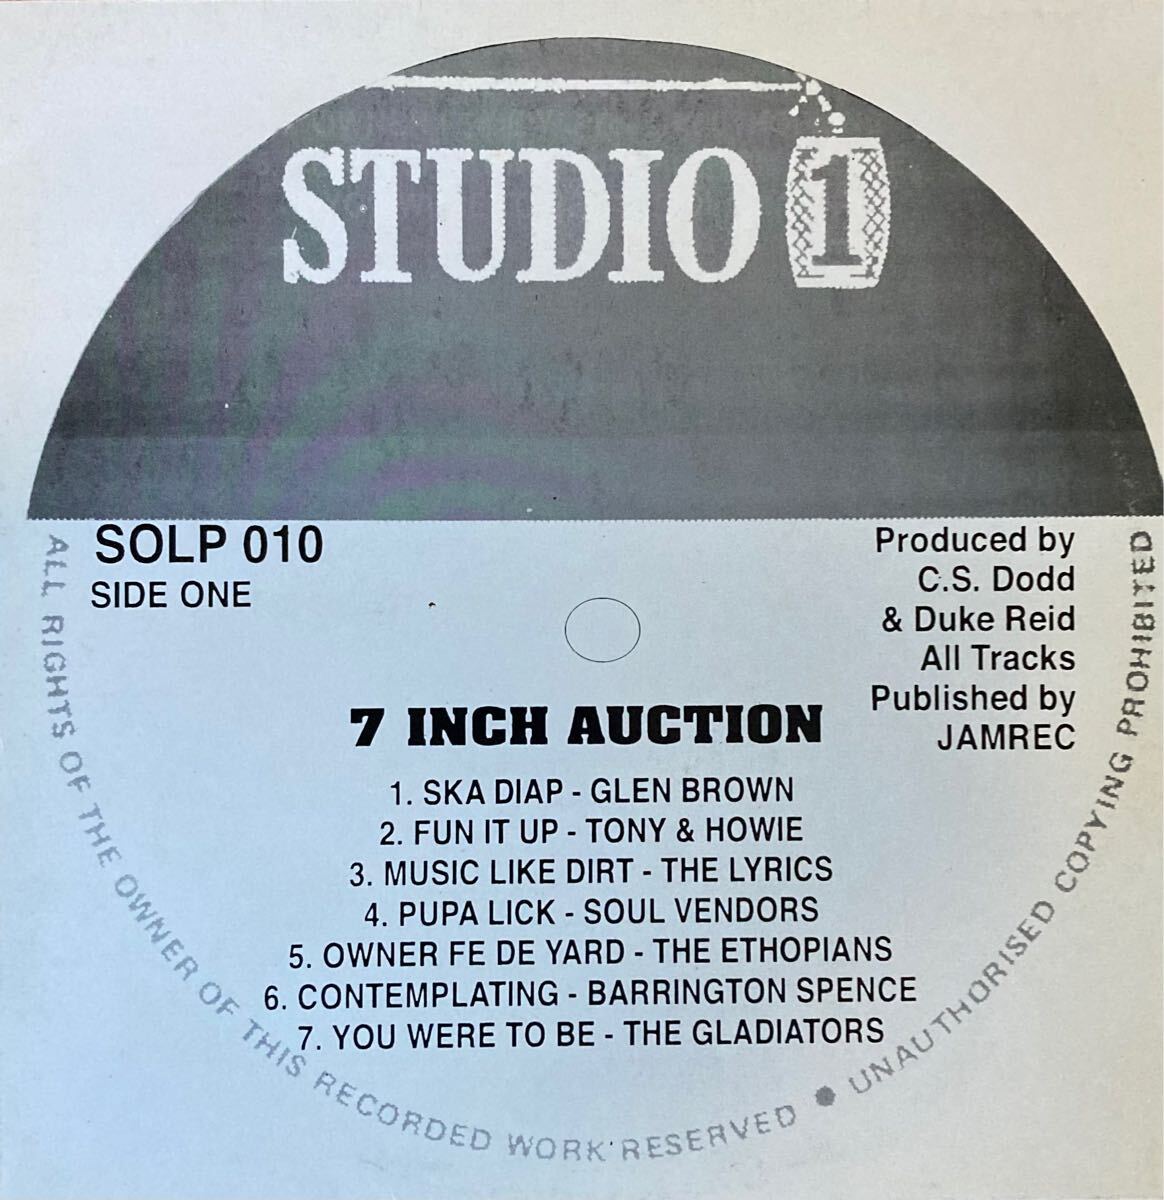 STUDIO 1
SOLP 010
SIDE ONE
Produced by
C.S. Dodd
& Duke Reid
All Tracks
Published by
JAMREC
7 INCH AUCTION
1. SKA DIAP - GLEN BROWN
2. FUN IT UP - TONY & HOWIE
3. MUSIC LIKE DIRT - THE LYRICS
4. PUPA LICK - SOUL VENDORS
5. OWNER FE DE YARD - THE ETHOPIANS
6. CONTEMPLATING - BARRINGTON SPENCE
7. YOU WERE TO BE - THE GLADIATORS
ALL RIGHTS OF THE OWNER OF THIS RECORDED WORK RESERVED ● UNAUTHORISED COPYING PROHIBITED